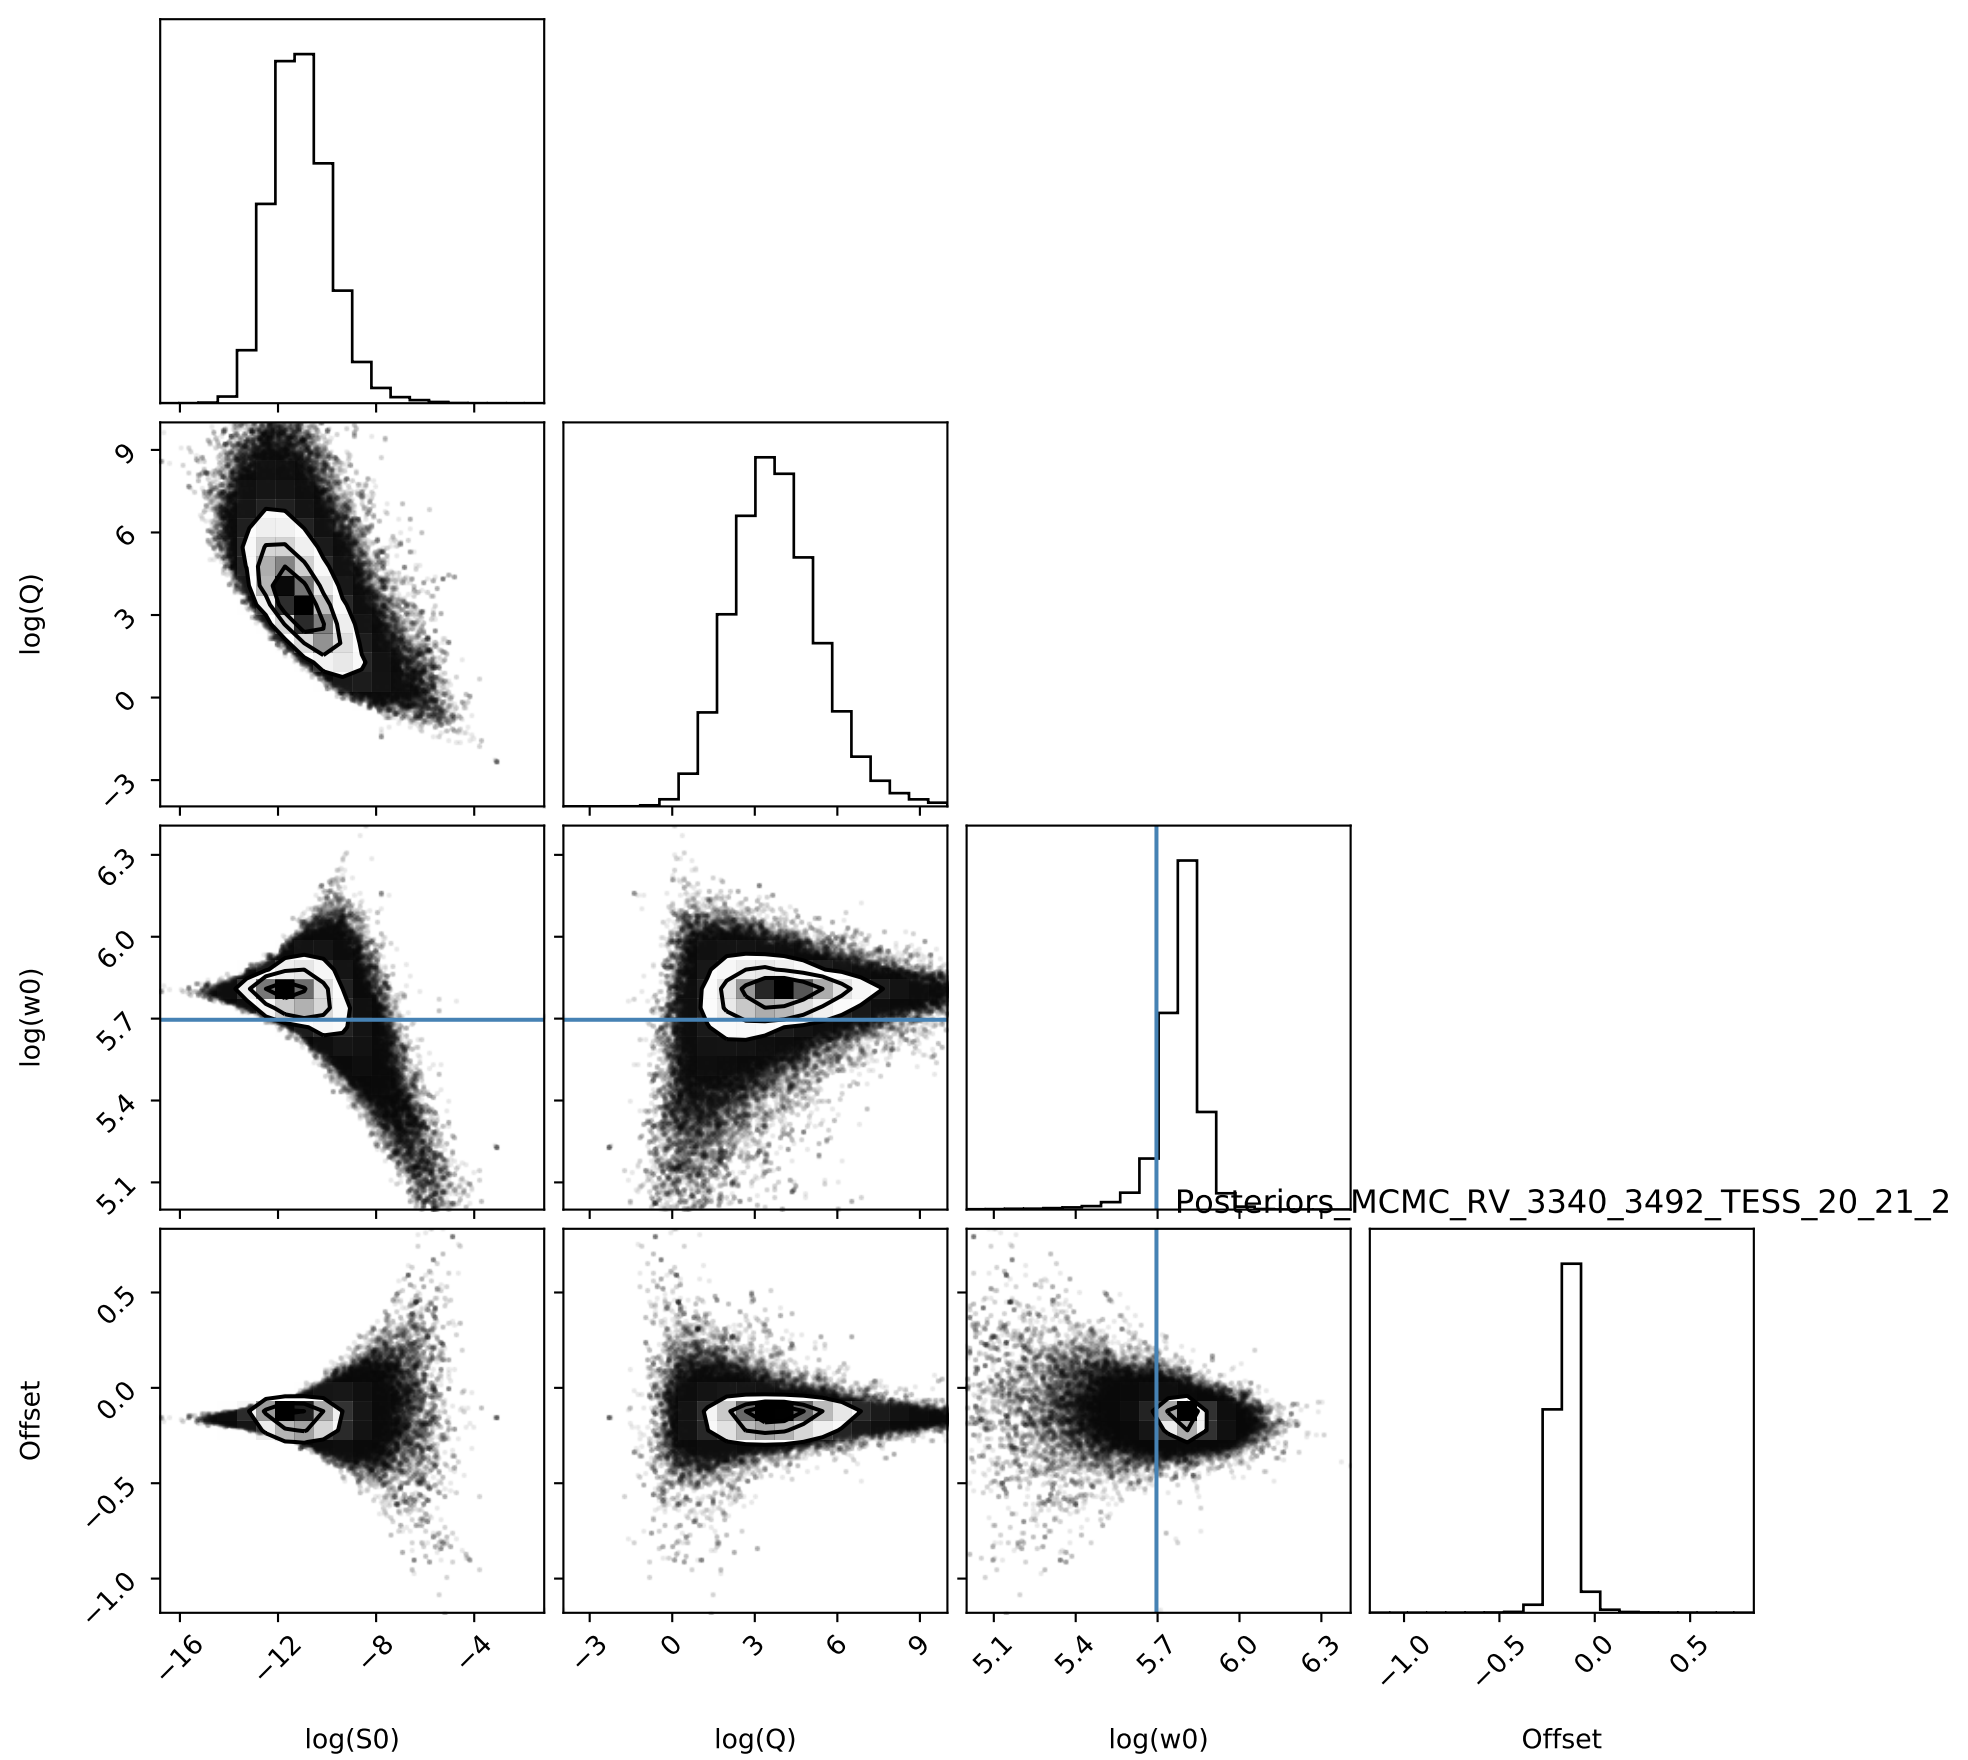 9
6
3
0
−3
log(Q)
6.3
6.0
5.7
5.4
5.1
log(w0)
Posteriors_MCMC_RV_3340_3492_TESS_20_21_2
0.5
0.0
−0.5
−1.0
Offset
−16 −12 −8 −4 −3 0 3 6 9 5.1 5.4 5.7 6.0 6.3 −1.0 −0.5 0.0 0.5
log(S0) log(Q) log(w0) Offset